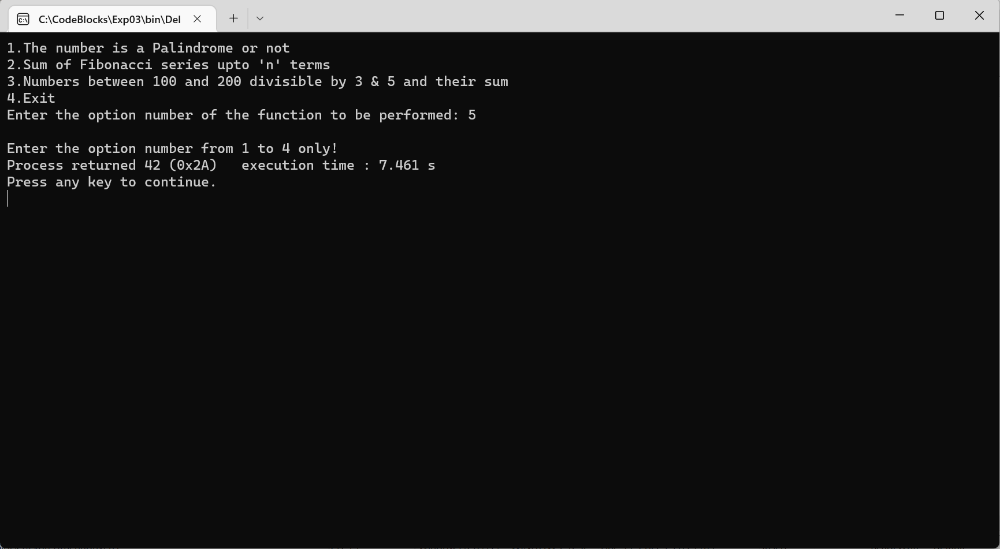 C:\CodeBlocks\Exp03\bin\Del
1.The number is a Palindrome or not
2.Sum of Fibonacci series upto 'n' terms
3.Numbers between 100 and 200 divisible by 3 & 5 and their sum
4.Exit
Enter the option number of the function to be performed: 5
Enter the option number from 1 to 4 only!
Process returned 42 (0x2A)   execution time : 7.461 s
Press any key to continue.